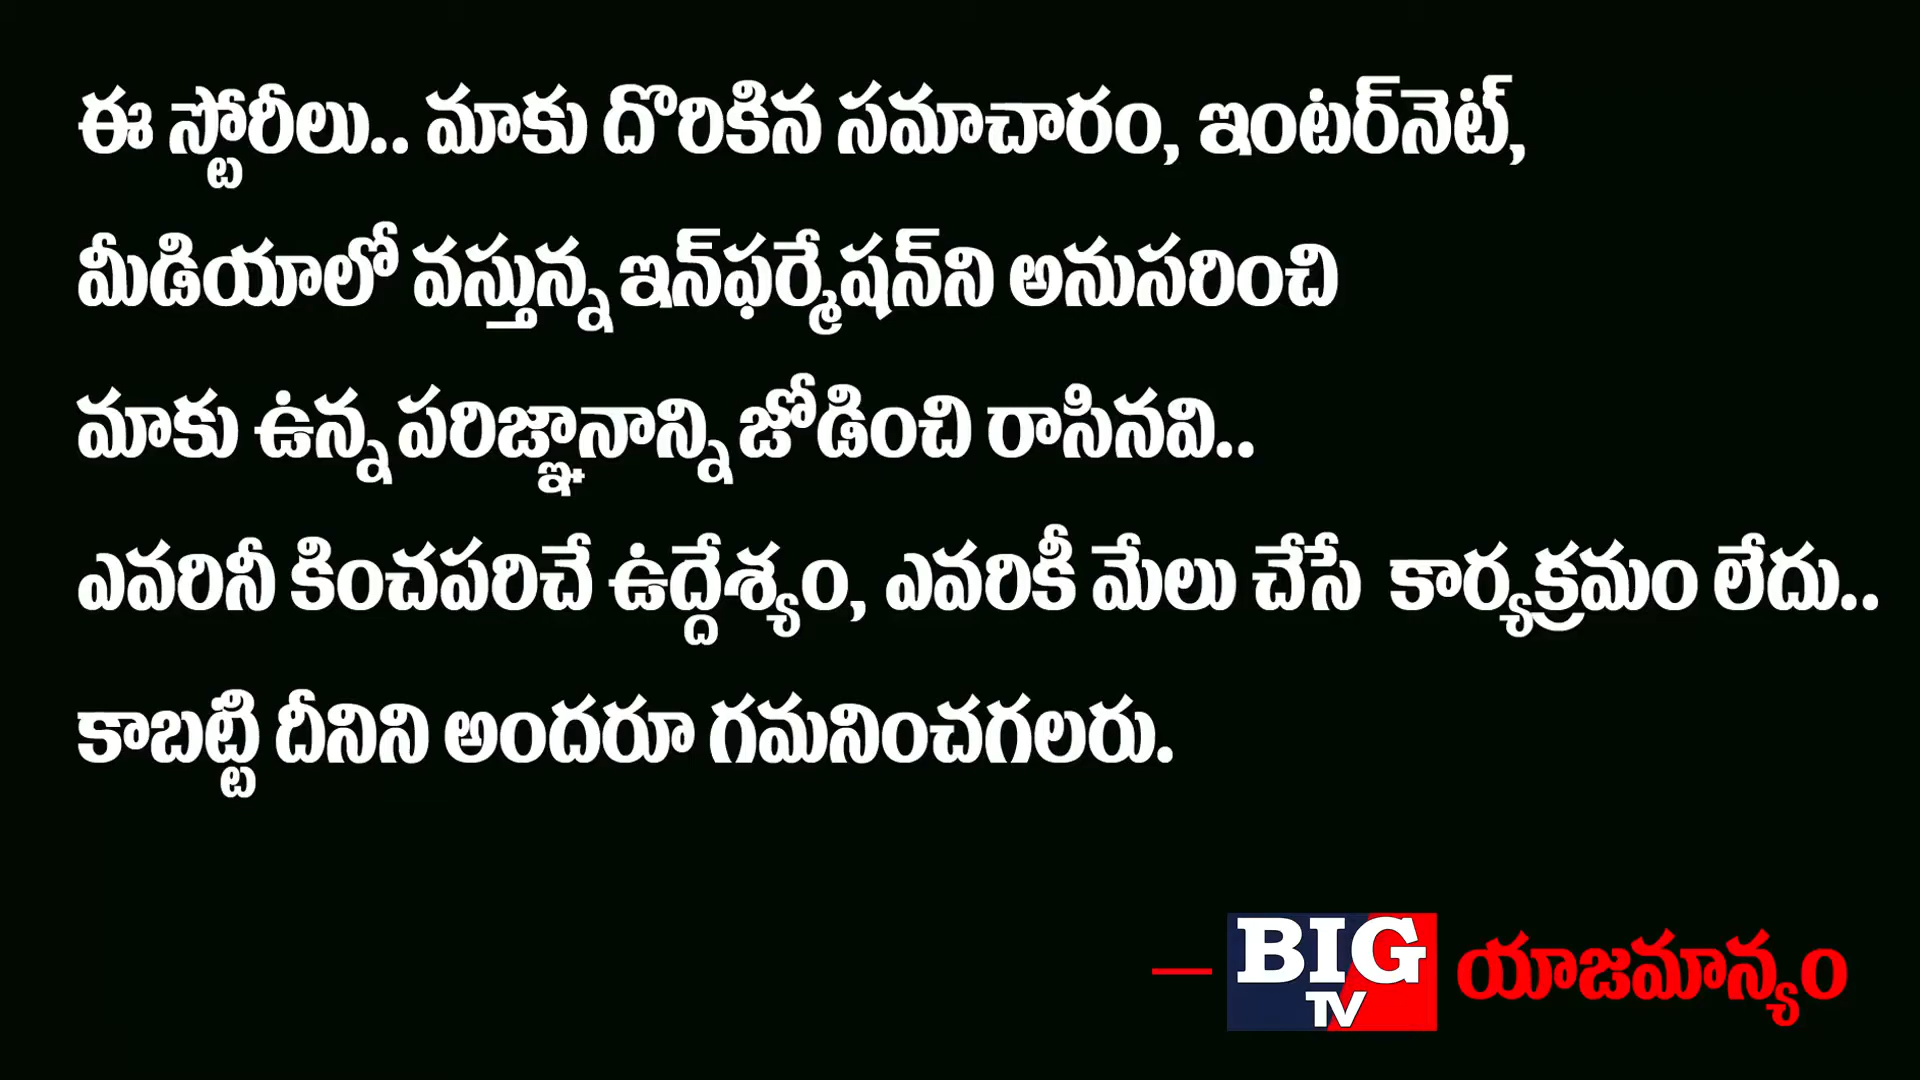 ఈ స్టోరీలు.. మాకు దొరికిన సమాచారం, ఇంటర్‌నెట్,
మీడియాలో వస్తున్న ఇన్‌ఫర్మేషన్‌ని అనుసరించి
మాకు ఉన్న పరిజ్ఞానాన్ని జోడించి రాసినవి..
ఎవరినీ కించపరిచే ఉద్దేశ్యం, ఎవరికీ మేలు చేసే కార్యక్రమం లేదు..
కాబట్టి దీనిని అందరూ గమనించగలరు.
— BIG TV యాజమాన్యం